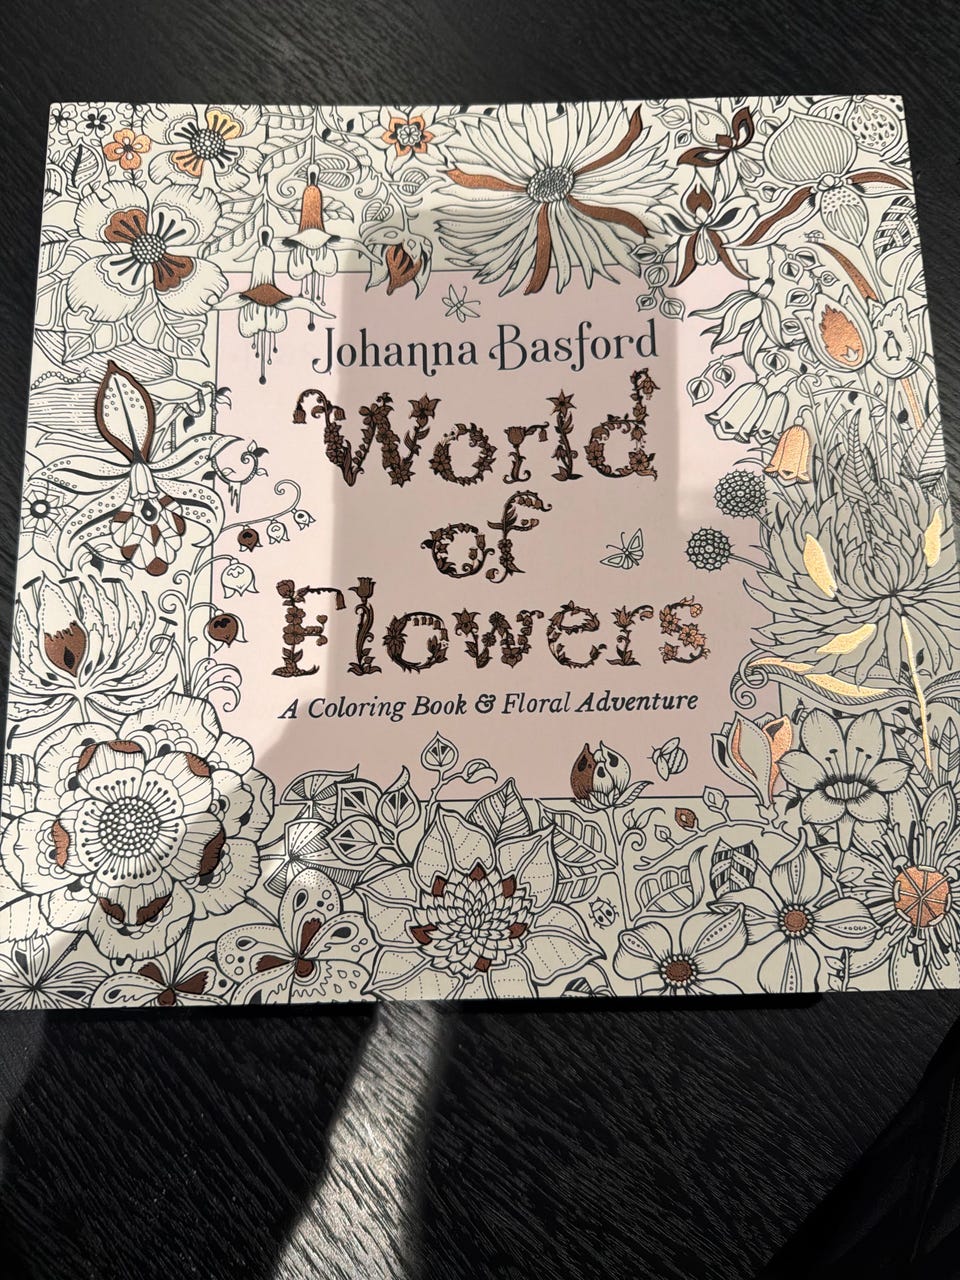 Johanna Basford
World
of
Flowers
A Coloring Book & Floral Adventure